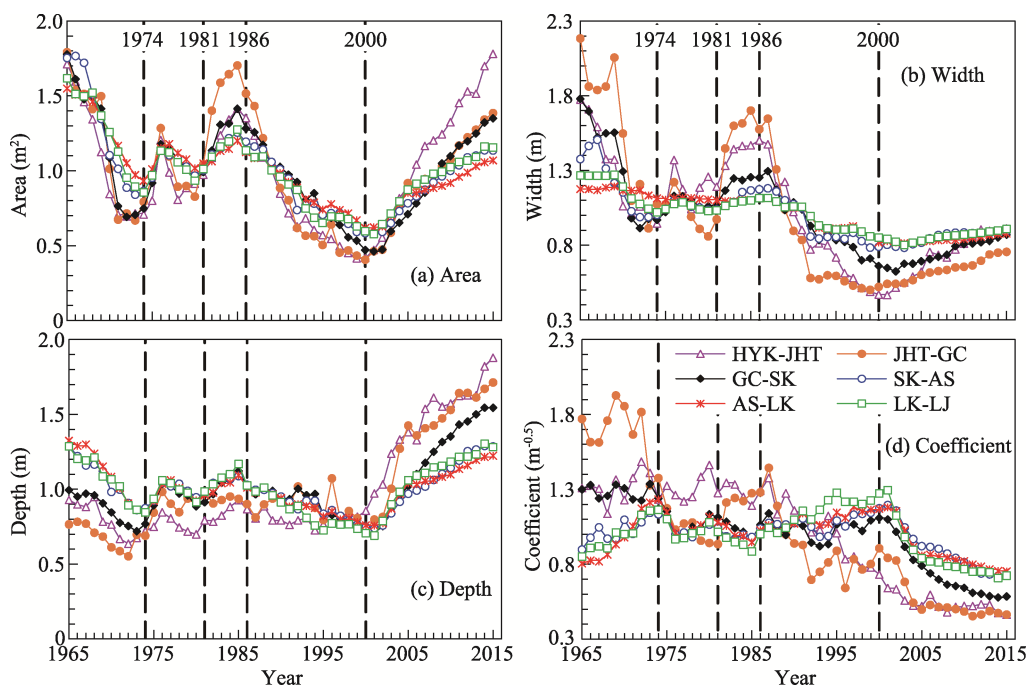 2.0
1.5
1.0
0.5
0
Area (m²)
1974
1981
1986
2000
(a) Area
2.3
1.8
1.3
0.8
0.3
Width (m)
1974
1981
1986
2000
(b) Width
2.0
1.5
1.0
0.5
0
Depth (m)
(c) Depth
1965
1975
1985
1995
2005
2015
Year
2.3
1.8
1.3
0.8
0.3
Coefficient (m⁻⁰·⁵)
HYK-JHT
JHT-GC
GC-SK
SK-AS
AS-LK
LK-LJ
(d) Coefficient
1965
1975
1985
1995
2005
2015
Year